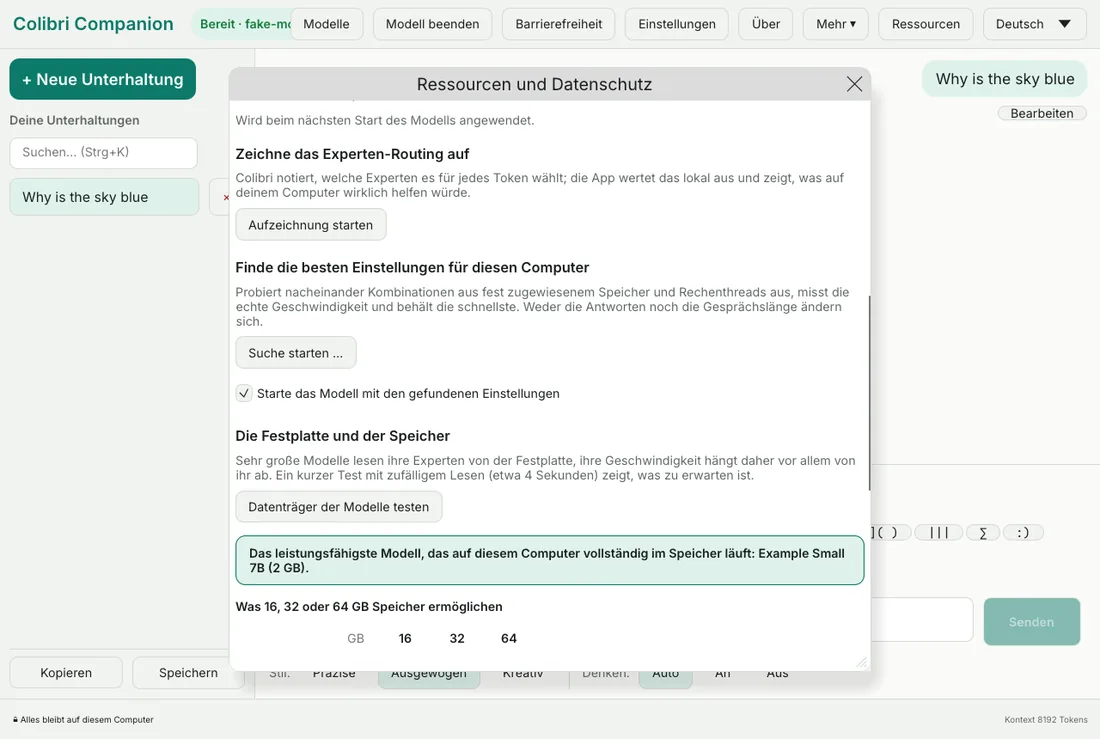 Colibri Companion
Bereit · fake-mo
Modelle
Modell beenden
Barrierefreiheit
Einstellungen
Über
Mehr ▾
Ressourcen
Deutsch
+ Neue Unterhaltung
Deine Unterhaltungen
Suchen... (Strg+K)
Why is the sky blue
×
Ressourcen und Datenschutz
Wird beim nächsten Start des Modells angewendet.
Zeichne das Experten-Routing auf
Colibri notiert, welche Experten es für jedes Token wählt; die App wertet das lokal aus und zeigt, was auf
deinem Computer wirklich helfen würde.
Aufzeichnung starten
Finde die besten Einstellungen für diesen Computer
Probiert nacheinander Kombinationen aus fest zugewiesenem Speicher und Rechenthreads aus, misst die
echte Geschwindigkeit und behält die schnellste. Weder die Antworten noch die Gesprächslänge ändern
sich.
Suche starten ...
Starte das Modell mit den gefundenen Einstellungen
Die Festplatte und der Speicher
Sehr große Modelle lesen ihre Experten von der Festplatte, ihre Geschwindigkeit hängt daher vor allem von
ihr ab. Ein kurzer Test mit zufälligem Lesen (etwa 4 Sekunden) zeigt, was zu erwarten ist.
Datenträger der Modelle testen
Das leistungsfähigste Modell, das auf diesem Computer vollständig im Speicher läuft: Example Small
7B (2 GB).
Was 16, 32 oder 64 GB Speicher ermöglichen
GB 16 32 64
Why is the sky blue
Bearbeiten
]( ) ||| ∑ :)
Senden
Kopieren
Speichern
Stil: Präzise Ausgewogen Kreativ Denken: Auto An Aus
Alles bleibt auf diesem Computer
Kontext 8192 Tokens